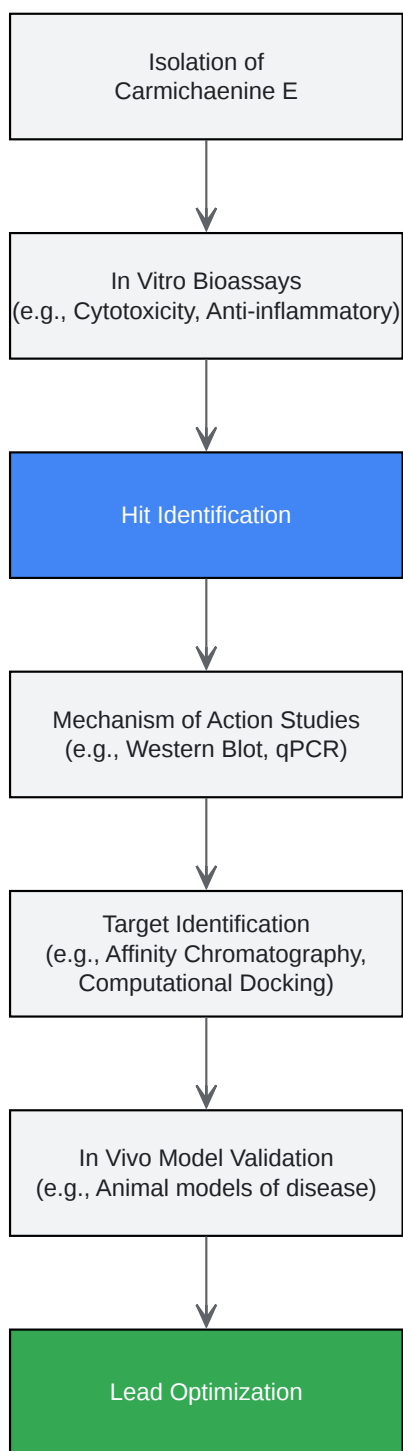 Isolation of
Carmichaenine E
In Vitro Bioassays
(e.g., Cytotoxicity, Anti-inflammatory)
Hit Identification
Mechanism of Action Studies
(e.g., Western Blot, qPCR)
Target Identification
(e.g., Affinity Chromatography,
Computational Docking)
In Vivo Model Validation
(e.g., Animal models of disease)
Lead Optimization